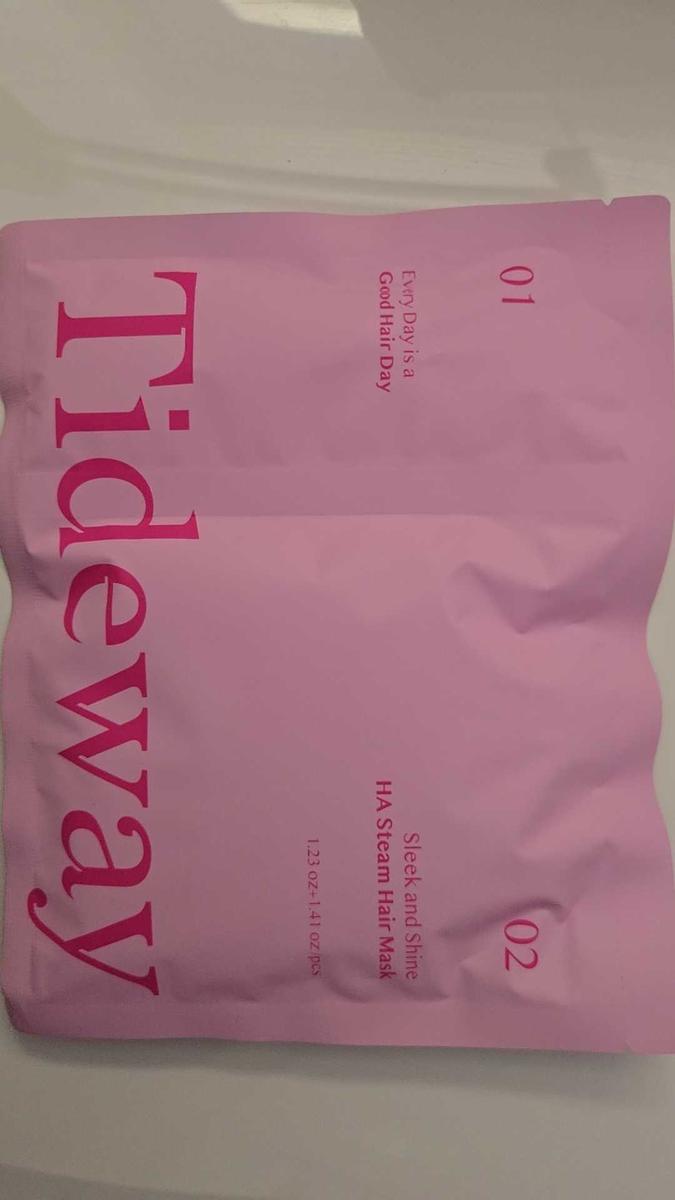 01
02
Every Day is a
Good Hair Day
Sleek and Shine
HA Steam Hair Mask
1.23 oz+1.41 oz/pcs
Tideway